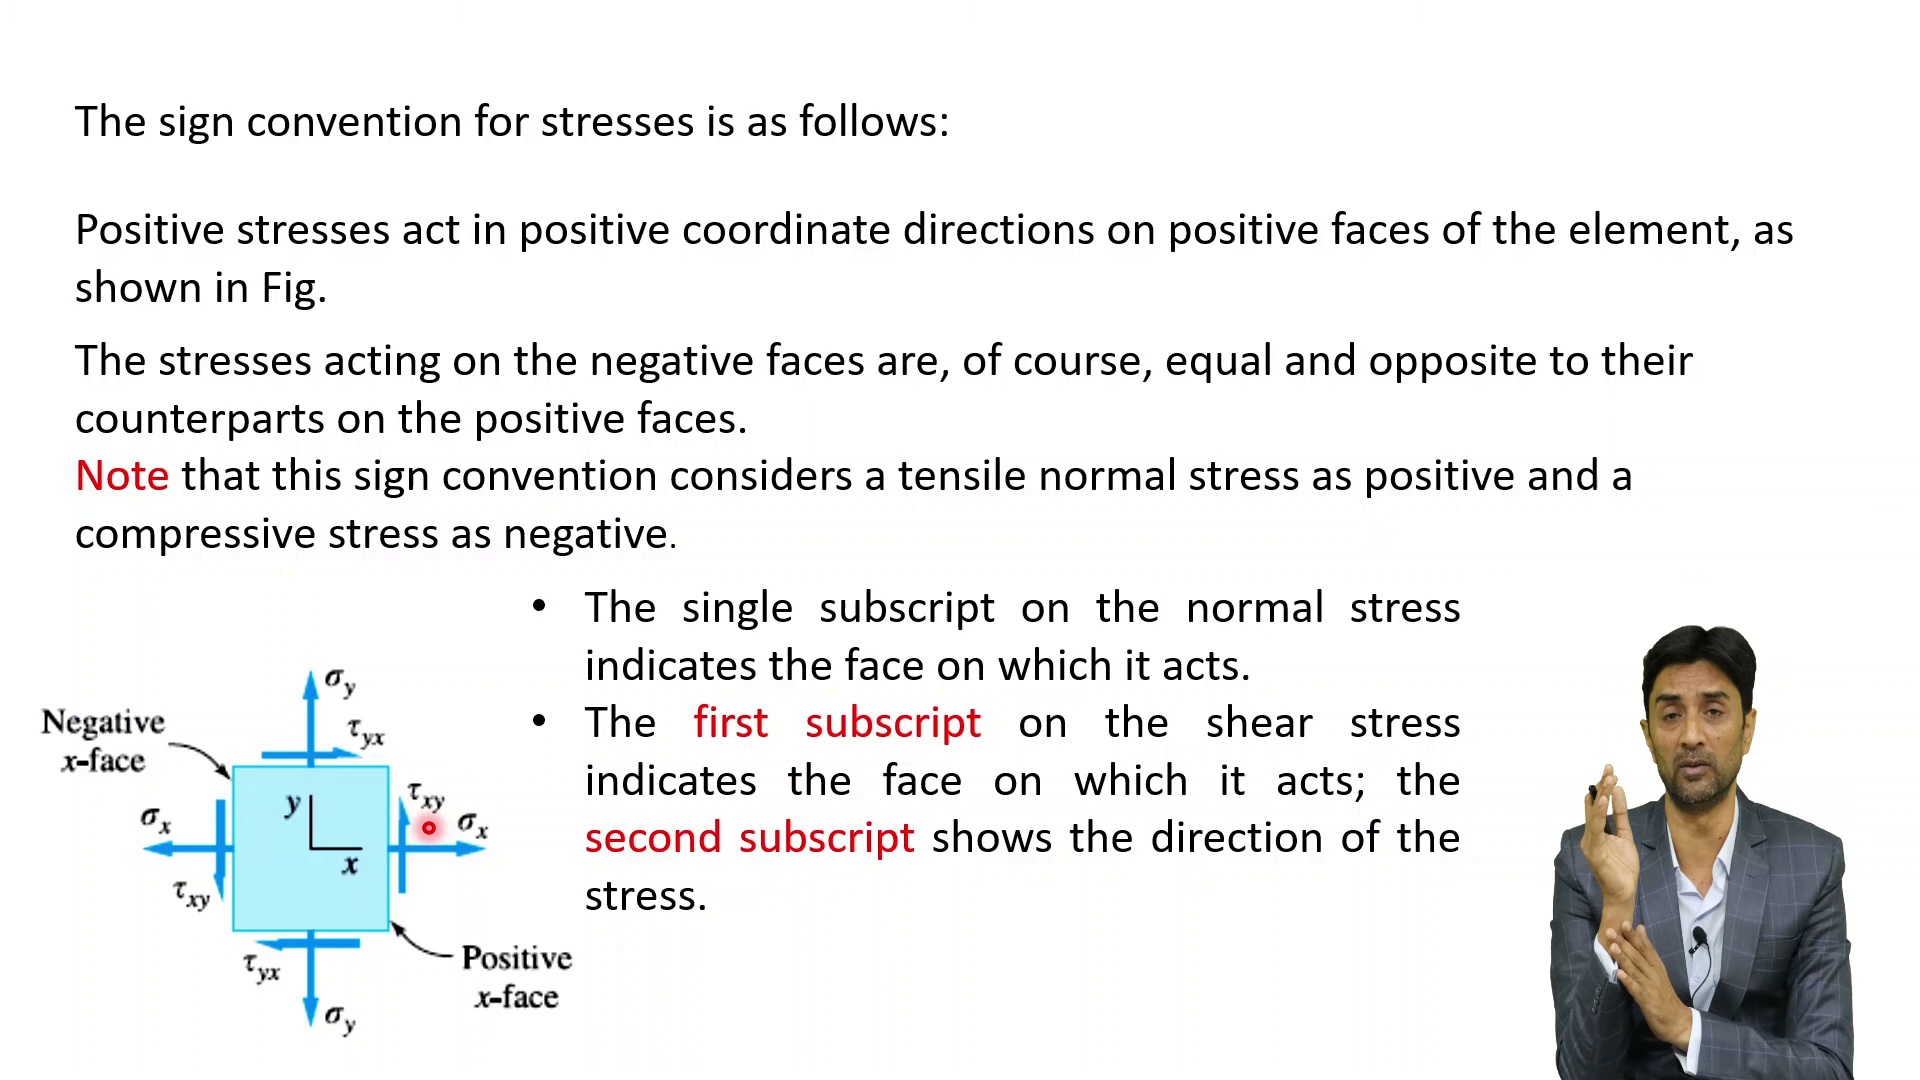 The sign convention for stresses is as follows:
Positive stresses act in positive coordinate directions on positive faces of the element, as
shown in Fig.
The stresses acting on the negative faces are, of course, equal and opposite to their
counterparts on the positive faces.
Note that this sign convention considers a tensile normal stress as positive and a
compressive stress as negative.
• The single subscript on the normal stress
indicates the face on which it acts.
• The first subscript on the shear stress
indicates the face on which it acts; the
second subscript shows the direction of the
stress.
σy
τyx
Negative
x-face
τxy
σx
σx
y
x
τxy
τyx
σy
Positive
x-face